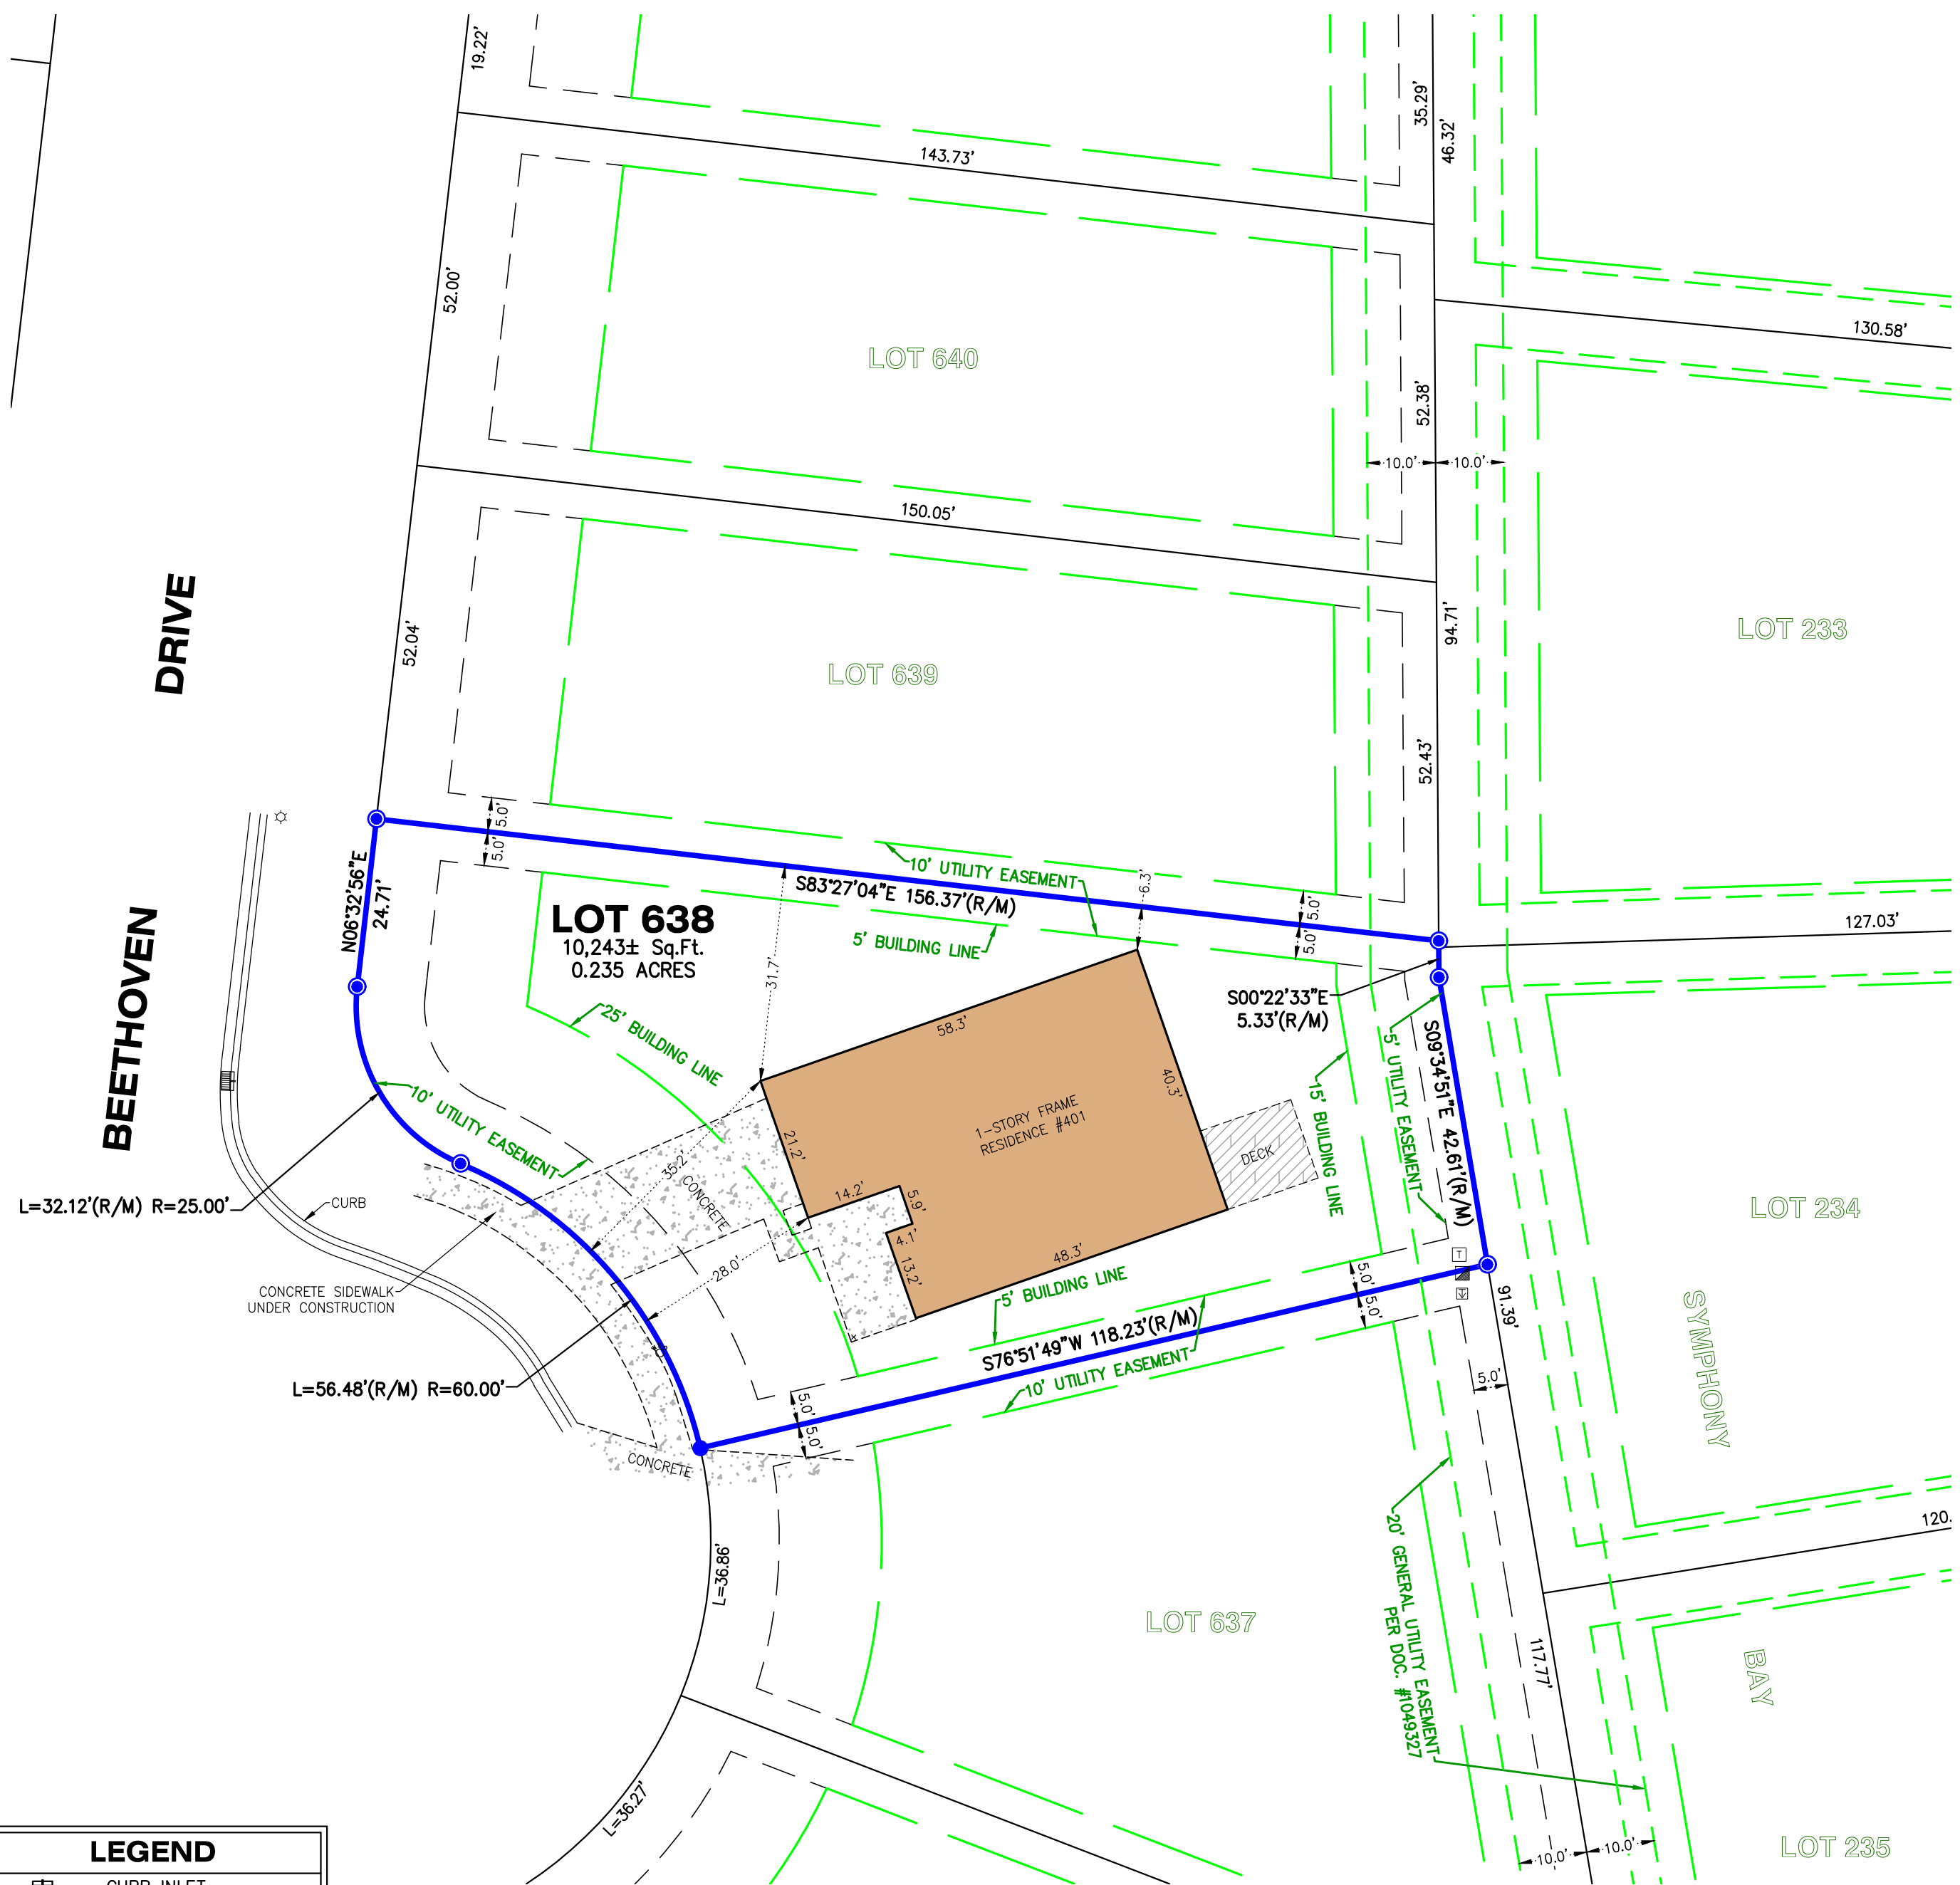 19.22'
35.29'
46.32'
143.73'
52.00'
130.58'
LOT 640
52.38'
10.0'
10.0'
150.05'
DRIVE
52.04'
94.71'
LOT 233
LOT 639
52.43'
5.0'
5.0'
N06°32'56"E
24.71'
10' UTILITY EASEMENT
6.3'
S83°27'04"E 156.37'(R/M)
LOT 638
10,243± Sq.Ft.
0.235 ACRES
5' BUILDING LINE
5.0'
5.0'
127.03'
BEETHOVEN
31.7'
25' BUILDING LINE
58.3'
S00°22'33"E
5.33'(R/M)
S09°34'51"E 42.61'(R/M)
5' UTILITY EASEMENT
15' BUILDING LINE
10' UTILITY EASEMENT
40.3'
1-STORY FRAME
RESIDENCE #401
21.2'
DECK
35.2'
CONCRETE
14.2'
5.9'
4.1'
13.2'
48.3'
L=32.12'(R/M) R=25.00'
CURB
LOT 234
28.0'
CONCRETE SIDEWALK
UNDER CONSTRUCTION
5' BUILDING LINE
5.0'
5.0'
T
91.39'
S76°51'49"W 118.23'(R/M)
10' UTILITY EASEMENT
SYMPHONY
L=56.48'(R/M) R=60.00'
5.0'
5.0'
5.0'
CONCRETE
L=36.86'
20' GENERAL UTILITY EASEMENT
PER DOC. #1049327
120.
LOT 637
117.77'
BAY
L=36.27'
10.0'
10.0'
LOT 235
LEGEND
CURB INLET